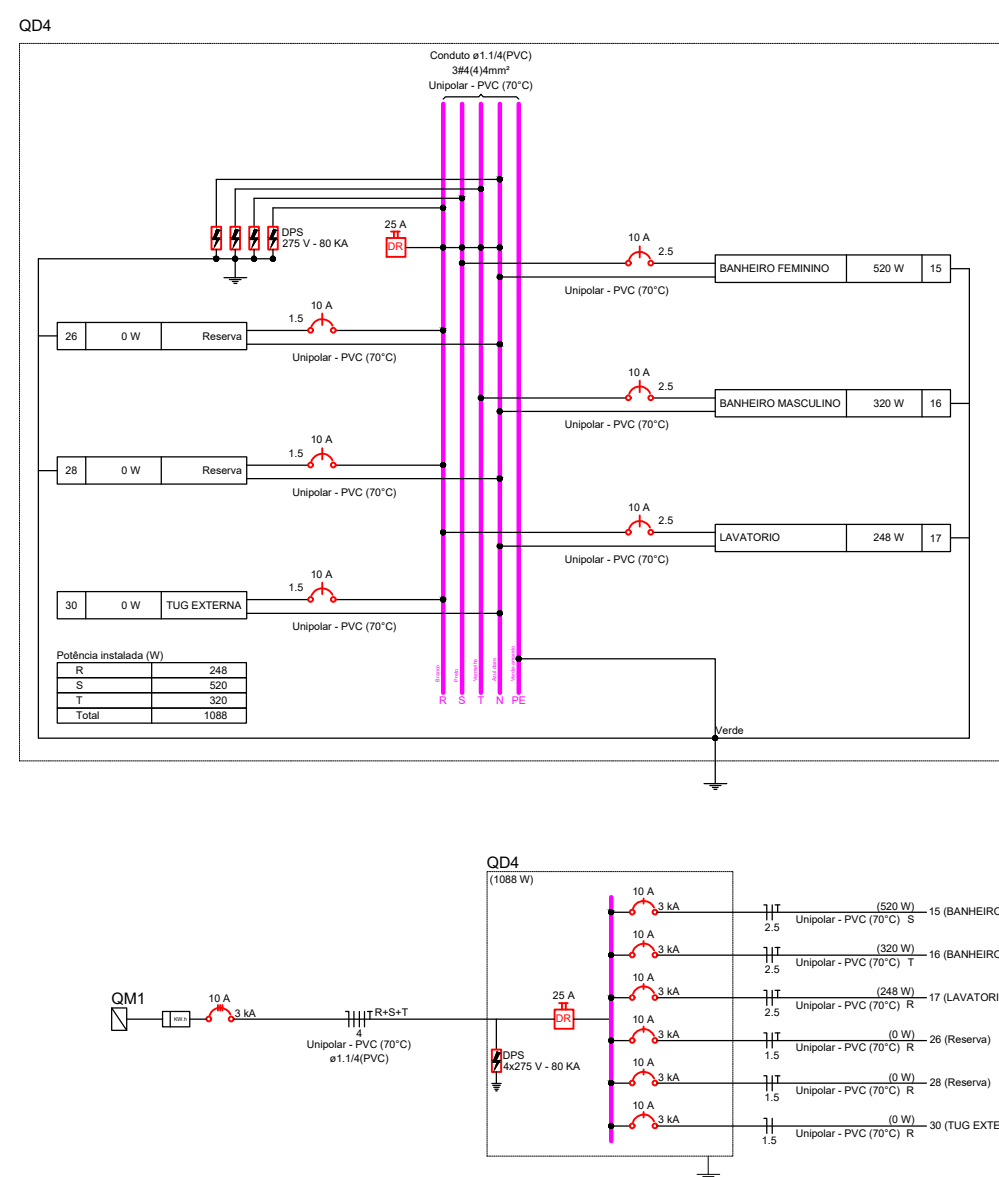 QD4
Conduto ø1.1/4(PVC)
3#4(4)4mm²
Unipolar - PVC (70°C)
DPS
275 V - 80 KA
25 A
DR
10 A
2.5
BANHEIRO FEMININO 520 W 15
Unipolar - PVC (70°C)
10 A
1.5
26 0 W Reserva
Unipolar - PVC (70°C)
10 A
2.5
BANHEIRO MASCULINO 320 W 16
Unipolar - PVC (70°C)
10 A
1.5
28 0 W Reserva
Unipolar - PVC (70°C)
10 A
2.5
LAVATORIO 248 W 17
Unipolar - PVC (70°C)
10 A
1.5
30 0 W TUG EXTERNA
Unipolar - PVC (70°C)
Potência instalada (W)
R 248
S 520
T 320
Total 1088
Branco Preto Vermelho Azul claro
R S T N PE
Verde
QD4
(1088 W)
10 A
3 kA
2.5
(520 W)
Unipolar - PVC (70°C) S
15 (BANHEIRO
10 A
3 kA
2.5
(320 W)
Unipolar - PVC (70°C) T
16 (BANHEIRO
10 A
3 kA
2.5
(248 W)
Unipolar - PVC (70°C) R
17 (LAVATORI
QM1
KW.h
10 A
3 kA
R+S+T
4
Unipolar - PVC (70°C)
ø1.1/4(PVC)
25 A
DR
DPS
4x275 V - 80 KA
10 A
3 kA
1.5
(0 W)
Unipolar - PVC (70°C) R
26 (Reserva)
10 A
3 kA
1.5
(0 W)
Unipolar - PVC (70°C) R
28 (Reserva)
10 A
3 kA
1.5
(0 W)
Unipolar - PVC (70°C) R
30 (TUG EXTE